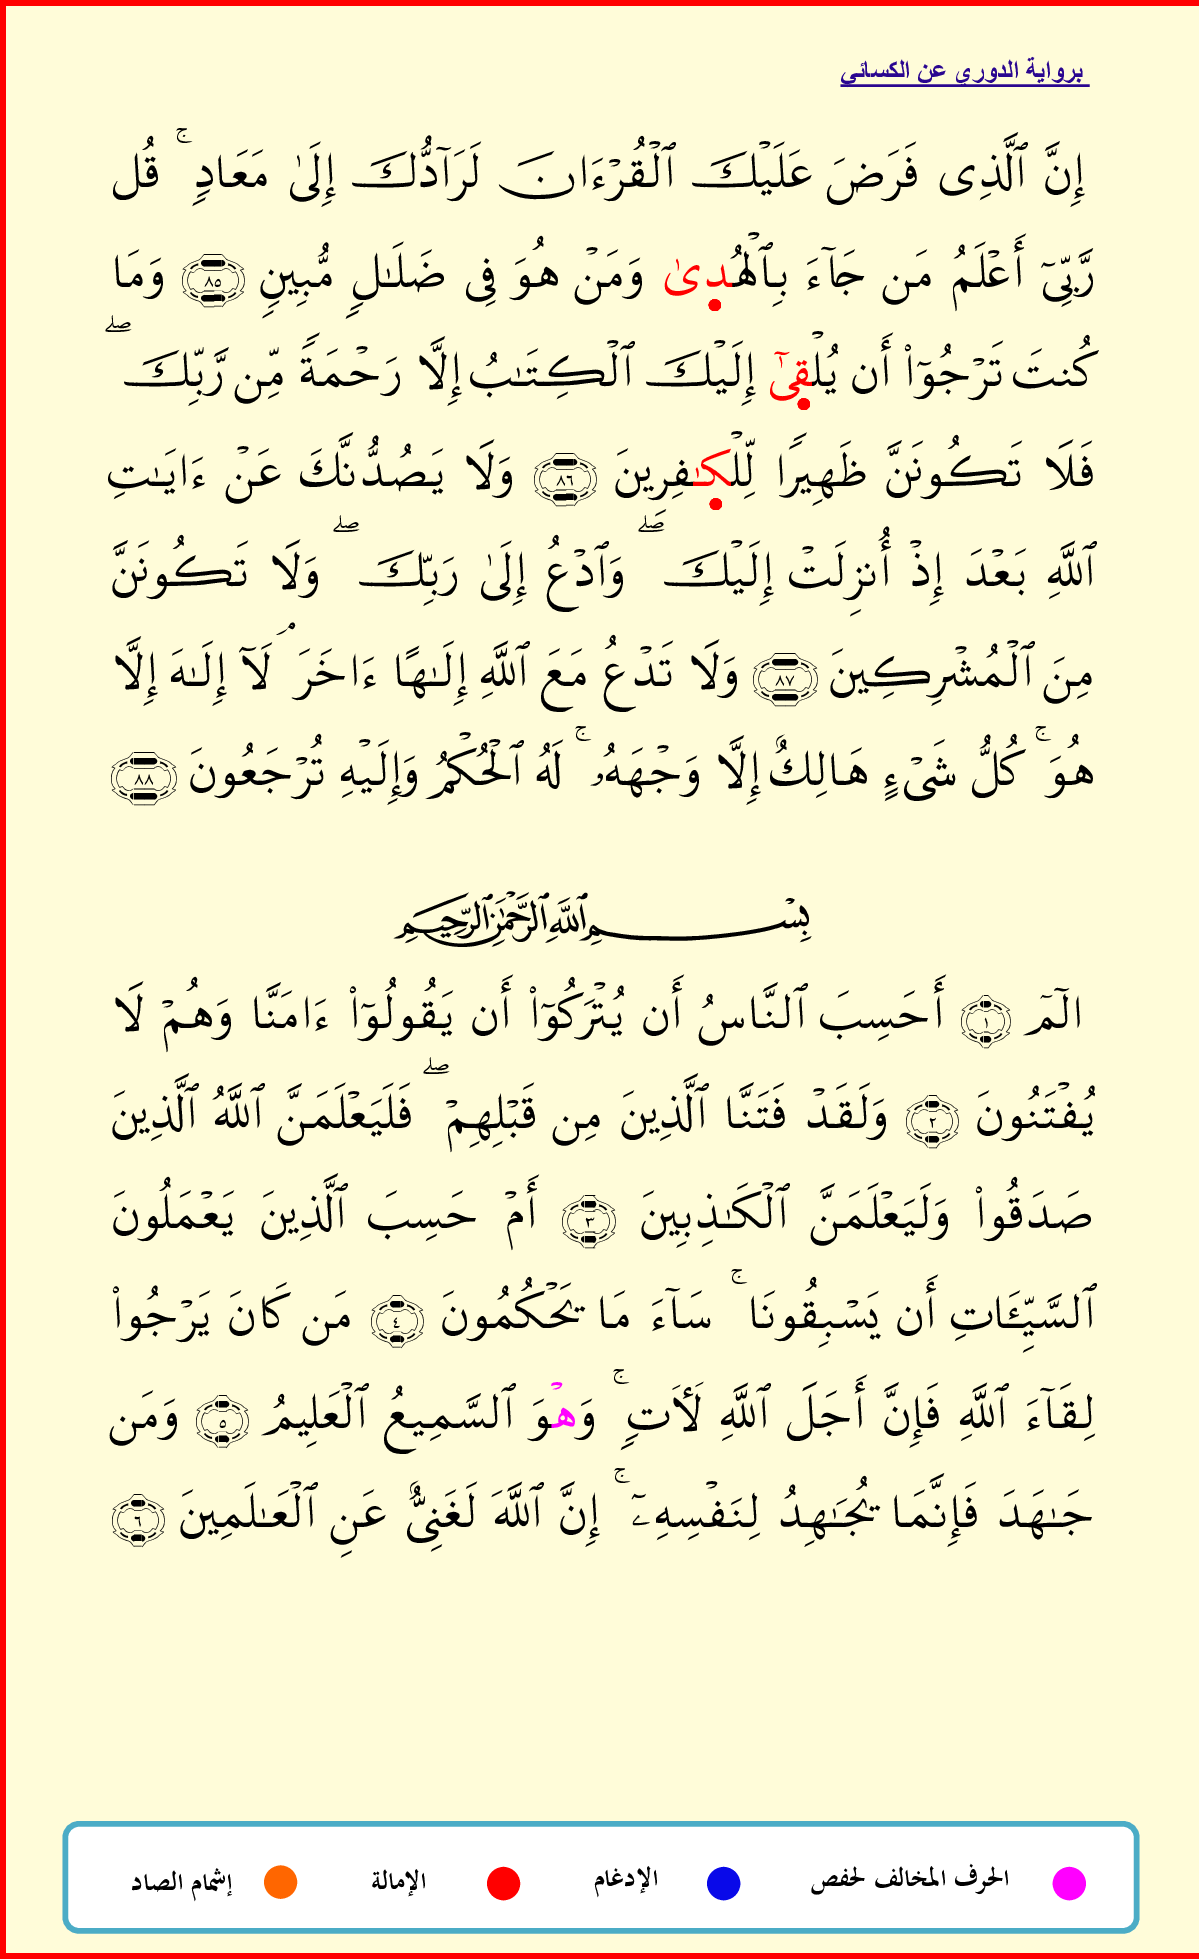 برواية الدوري عن الكسائي
إِنَّ ٱلَّذِى فَرَضَ عَلَيْكَ ٱلْقُرْءَانَ لَرَآدُّكَ إِلَىٰ مَعَادٍ ۚ قُل
رَّبِّىٓ أَعْلَمُ مَن جَآءَ بِٱلْهُدِىٰ وَمَنْ هُوَ فِى ضَلَـٰلٍ مُّبِينٍ ٨٥ وَمَا
كُنتَ تَرْجُوٓا۟ أَن يُلْقِىٰٓ إِلَيْكَ ٱلْكِتَـٰبُ إِلَّا رَحْمَةً مِّن رَّبِّكَ ۖ
فَلَا تَكُونَنَّ ظَهِيرًا لِّلْكَـٰفِرِينَ ٨٦ وَلَا يَصُدُّنَّكَ عَنْ ءَايَـٰتِ
ٱللَّهِ بَعْدَ إِذْ أُنزِلَتْ إِلَيْكَ ۖ وَٱدْعُ إِلَىٰ رَبِّكَ ۖ وَلَا تَكُونَنَّ
مِنَ ٱلْمُشْرِكِينَ ٨٧ وَلَا تَدْعُ مَعَ ٱللَّهِ إِلَـٰهًا ءَاخَرَ ۘ لَآ إِلَـٰهَ إِلَّا
هُوَ ۚ كُلُّ شَىْءٍ هَالِكٌ إِلَّا وَجْهَهُۥ ۚ لَهُ ٱلْحُكْمُ وَإِلَيْهِ تُرْجَعُونَ ٨٨
بِسْمِ ٱللَّهِ ٱلرَّحْمَـٰنِ ٱلرَّحِيمِ
الٓمٓ ١ أَحَسِبَ ٱلنَّاسُ أَن يُتْرَكُوٓا۟ أَن يَقُولُوٓا۟ ءَامَنَّا وَهُمْ لَا
يُفْتَنُونَ ٢ وَلَقَدْ فَتَنَّا ٱلَّذِينَ مِن قَبْلِهِمْ ۖ فَلَيَعْلَمَنَّ ٱللَّهُ ٱلَّذِينَ
صَدَقُوا۟ وَلَيَعْلَمَنَّ ٱلْكَـٰذِبِينَ ٣ أَمْ حَسِبَ ٱلَّذِينَ يَعْمَلُونَ
ٱلسَّيِّـَٔاتِ أَن يَسْبِقُونَا ۚ سَآءَ مَا يَحْكُمُونَ ٤ مَن كَانَ يَرْجُوا۟
لِقَآءَ ٱللَّهِ فَإِنَّ أَجَلَ ٱللَّهِ لَـَٔاتٍ ۚ وَهْوَ ٱلسَّمِيعُ ٱلْعَلِيمُ ٥ وَمَن
جَـٰهَدَ فَإِنَّمَا يُجَـٰهِدُ لِنَفْسِهِۦٓ ۚ إِنَّ ٱللَّهَ لَغَنِىٌّ عَنِ ٱلْعَـٰلَمِينَ ٦
الحرف المخالف لحفص الإدغام الإمالة إشمام الصاد